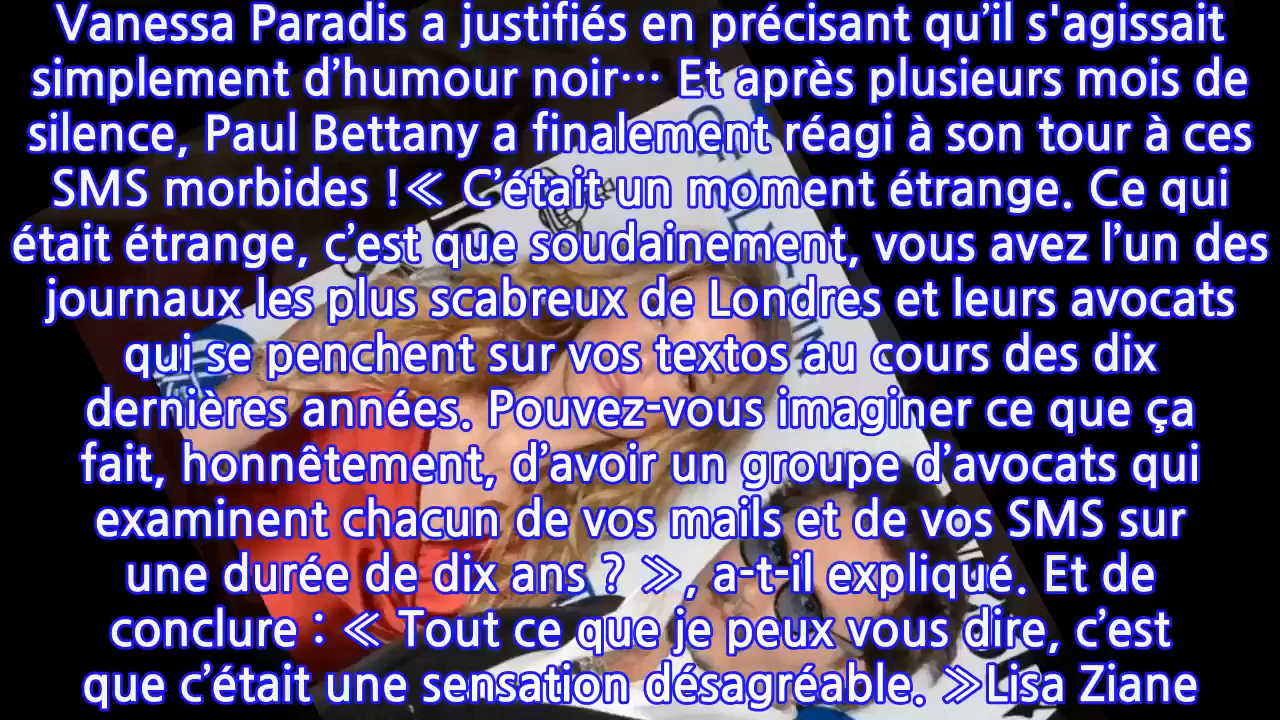 Vanessa Paradis a justifiés en précisant qu’il s'agissait
simplement d’humour noir… Et après plusieurs mois de
silence, Paul Bettany a finalement réagi à son tour à ces
SMS morbides !≪ C’était un moment étrange. Ce qui
était étrange, c’est que soudainement, vous avez l’un des
journaux les plus scabreux de Londres et leurs avocats
qui se penchent sur vos textos au cours des dix
dernières années. Pouvez-vous imaginer ce que ça
fait, honnêtement, d’avoir un groupe d’avocats qui
examinent chacun de vos mails et de vos SMS sur
une durée de dix ans ? ≫, a-t-il expliqué. Et de
conclure : ≪ Tout ce que je peux vous dire, c’est
que c’était une sensation désagréable. ≫Lisa Ziane